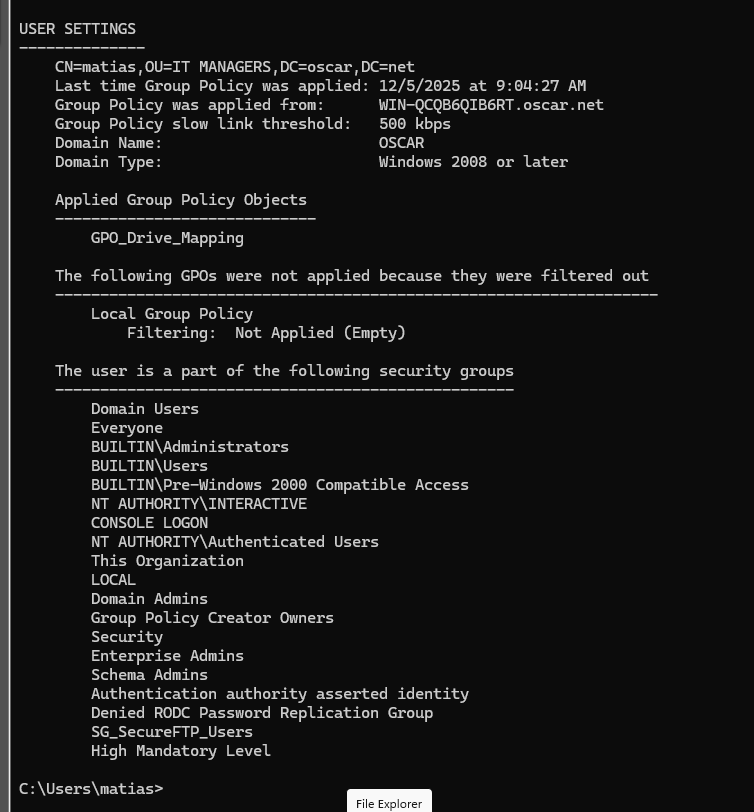 USER SETTINGS
--------------
CN=matias,OU=IT MANAGERS,DC=oscar,DC=net
Last time Group Policy was applied: 12/5/2025 at 9:04:27 AM
Group Policy was applied from:      WIN-QCQB6QIB6RT.oscar.net
Group Policy slow link threshold:   500 kbps
Domain Name:                        OSCAR
Domain Type:                        Windows 2008 or later
Applied Group Policy Objects
-----------------------------
GPO_Drive_Mapping
The following GPOs were not applied because they were filtered out
-------------------------------------------------------------------
Local Group Policy
Filtering:  Not Applied (Empty)
The user is a part of the following security groups
---------------------------------------------------
Domain Users
Everyone
BUILTIN\Administrators
BUILTIN\Users
BUILTIN\Pre-Windows 2000 Compatible Access
NT AUTHORITY\INTERACTIVE
CONSOLE LOGON
NT AUTHORITY\Authenticated Users
This Organization
LOCAL
Domain Admins
Group Policy Creator Owners
Security
Enterprise Admins
Schema Admins
Authentication authority asserted identity
Denied RODC Password Replication Group
SG_SecureFTP_Users
High Mandatory Level
C:\Users\matias>
File Explorer